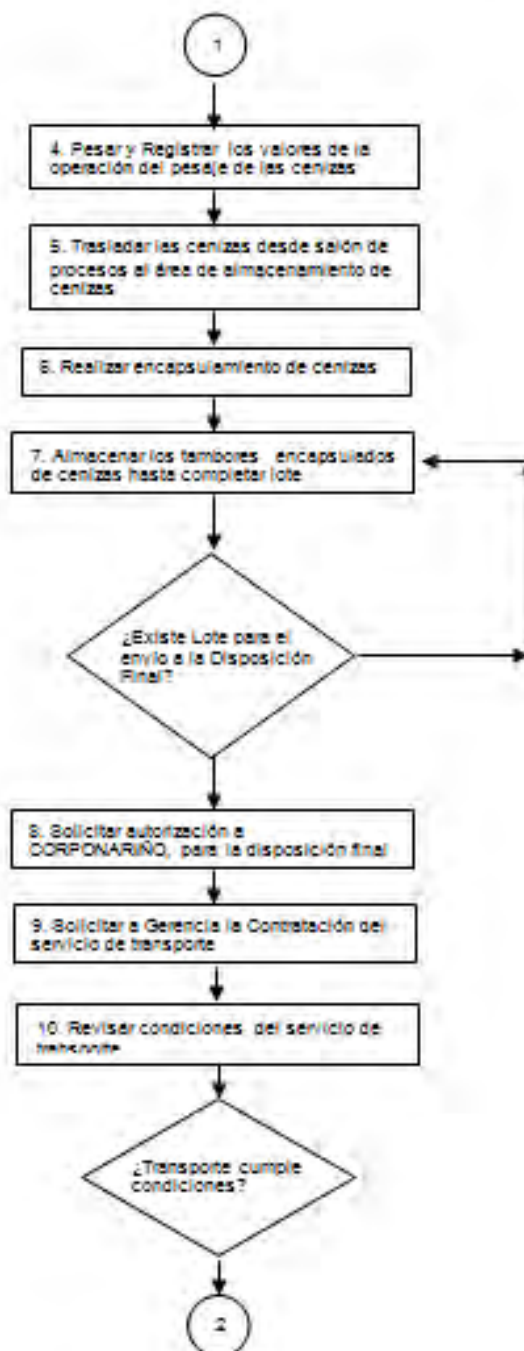 1
4. Pesar y Registrar los valores de la
operación del pesaje de las cenizas
5. Trasladar las cenizas desde salón de
procesos al área de almacenamiento de
cenizas
6. Realizar encapsulamiento de cenizas
7. Almacenar los tambores encapsulados
de cenizas hasta completar lote
¿Existe Lote para el
envío a la Disposición
Final?
8. Solicitar autorización a
CORPONARIÑO, para la disposición final
9. Solicitar a Gerencia la Contratación del
servicio de transporte
10. Revisar condiciones del servicio de
transporte
¿Transporte cumple
condiciones?
2